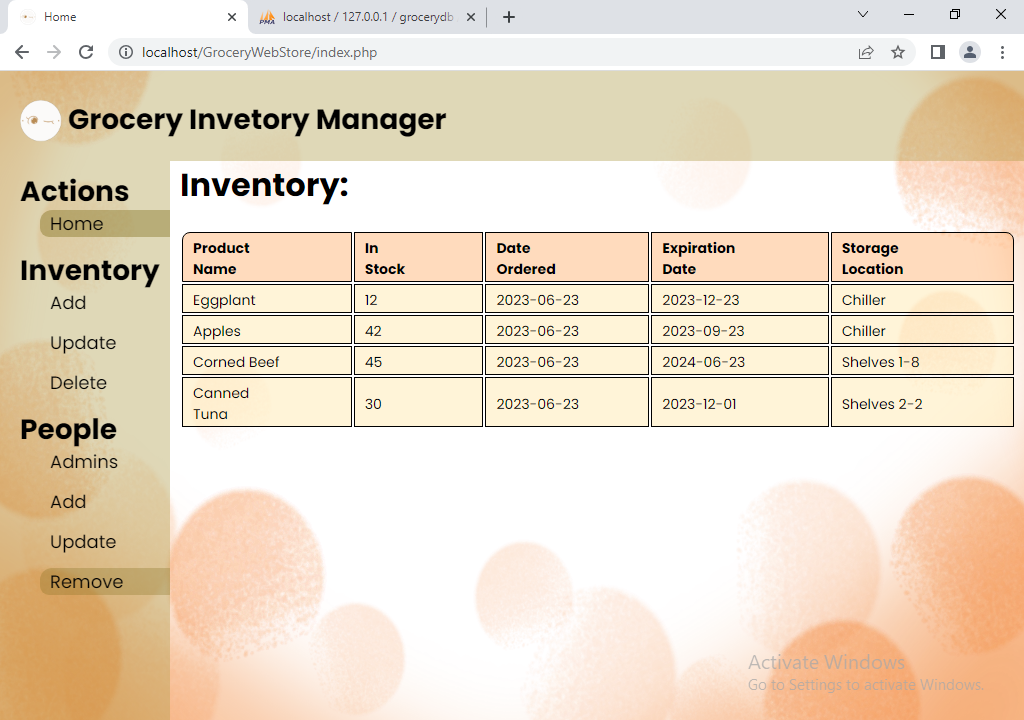 Home
localhost / 127.0.0.1 / grocerydb
localhost/GroceryWebStore/index.php
Grocery Invetory Manager
Actions
Home
Inventory
Add
Update
Delete
People
Admins
Add
Update
Remove
Inventory:
Product Name In Stock Date Ordered Expiration Date Storage Location
Eggplant 12 2023-06-23 2023-12-23 Chiller
Apples 42 2023-06-23 2023-09-23 Chiller
Corned Beef 45 2023-06-23 2024-06-23 Shelves 1-8
Canned Tuna 30 2023-06-23 2023-12-01 Shelves 2-2
Activate Windows
Go to Settings to activate Windows.